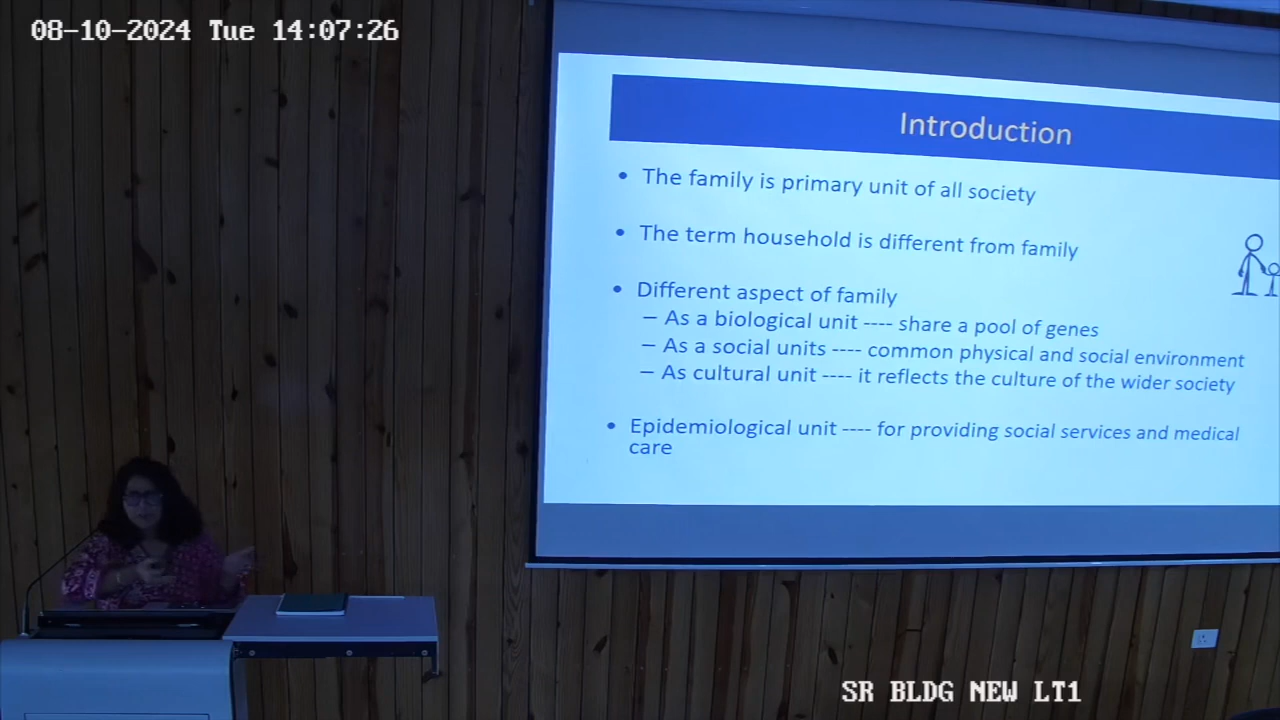 08-10-2024 Tue 14:07:26
Introduction
• The family is primary unit of all society
• The term household is different from family
• Different aspect of family
– As a biological unit ---- share a pool of genes
– As a social units ---- common physical and social environment
– As cultural unit ---- it reflects the culture of the wider society
• Epidemiological unit ---- for providing social services and medical
care
SR BLDG NEW LT1